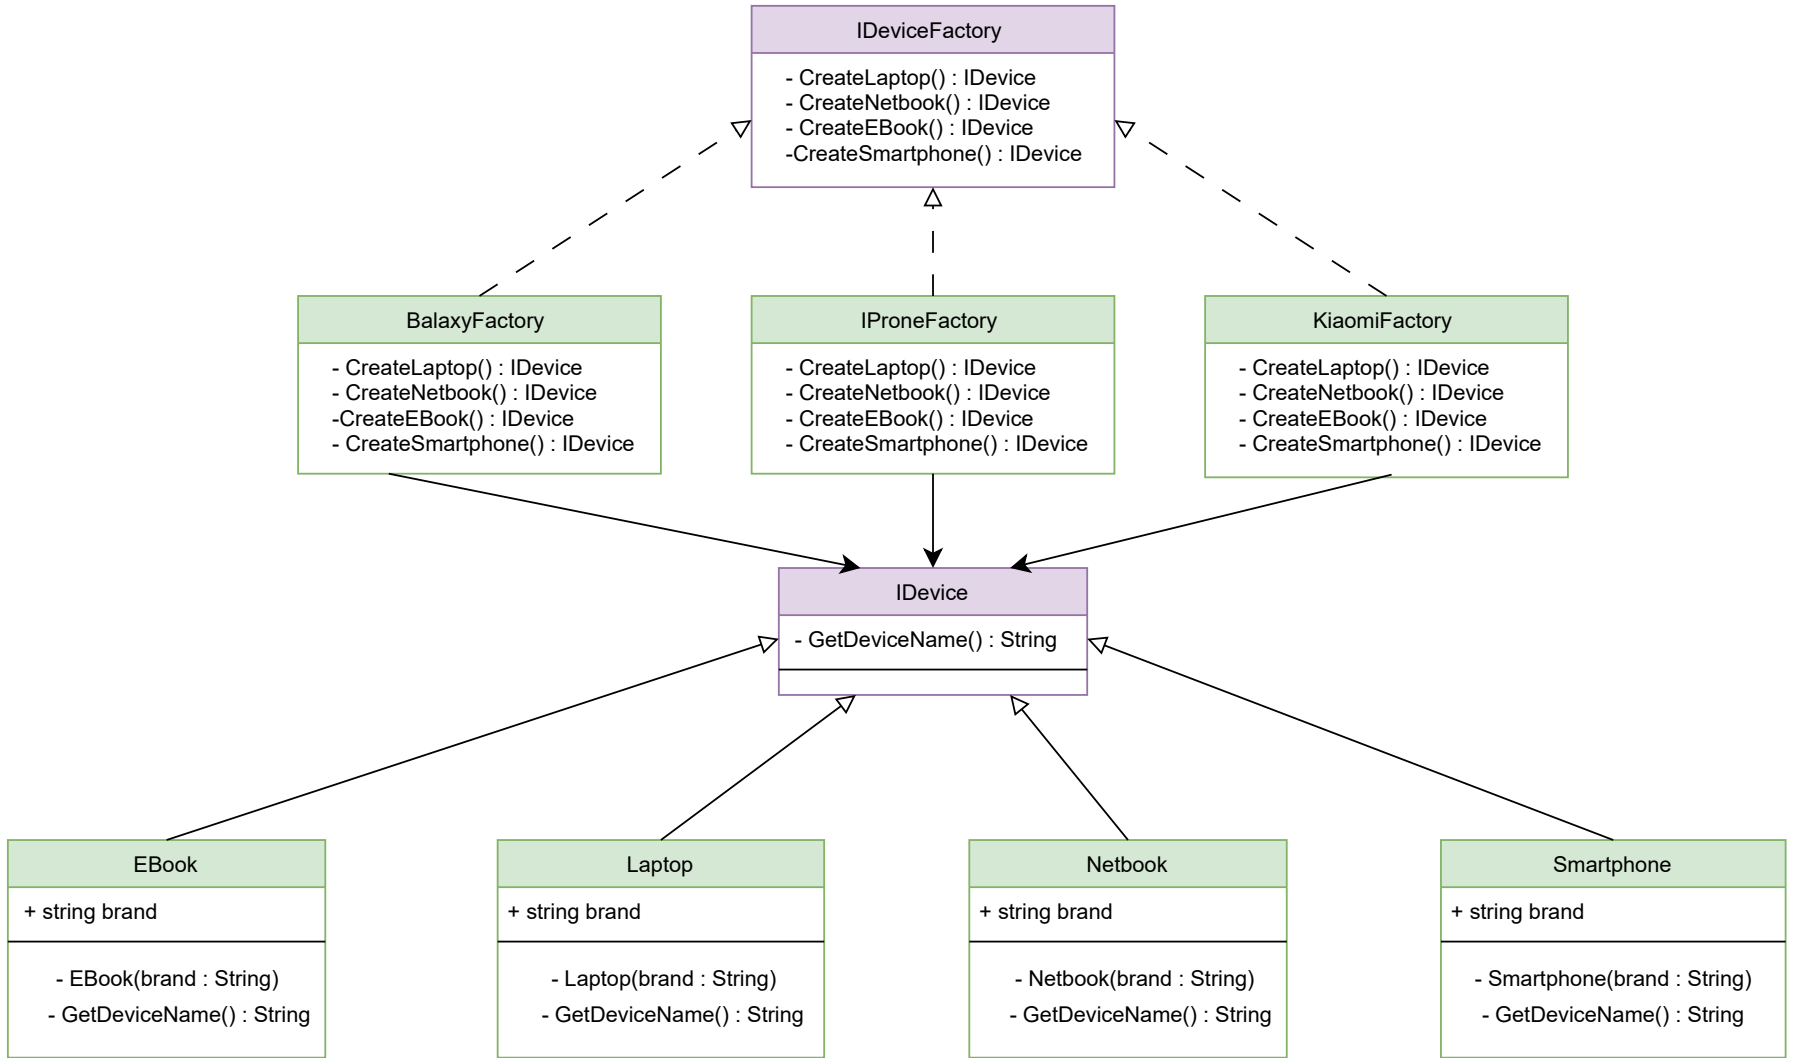 IDeviceFactory
- CreateLaptop() : IDevice
- CreateNetbook() : IDevice
- CreateEBook() : IDevice
-CreateSmartphone() : IDevice
BalaxyFactory
- CreateLaptop() : IDevice
- CreateNetbook() : IDevice
-CreateEBook() : IDevice
- CreateSmartphone() : IDevice
IProneFactory
- CreateLaptop() : IDevice
- CreateNetbook() : IDevice
- CreateEBook() : IDevice
- CreateSmartphone() : IDevice
KiaomiFactory
- CreateLaptop() : IDevice
- CreateNetbook() : IDevice
- CreateEBook() : IDevice
- CreateSmartphone() : IDevice
IDevice
- GetDeviceName() : String
EBook
+ string brand
- EBook(brand : String)
- GetDeviceName() : String
Laptop
+ string brand
- Laptop(brand : String)
- GetDeviceName() : String
Netbook
+ string brand
- Netbook(brand : String)
- GetDeviceName() : String
Smartphone
+ string brand
- Smartphone(brand : String)
- GetDeviceName() : String